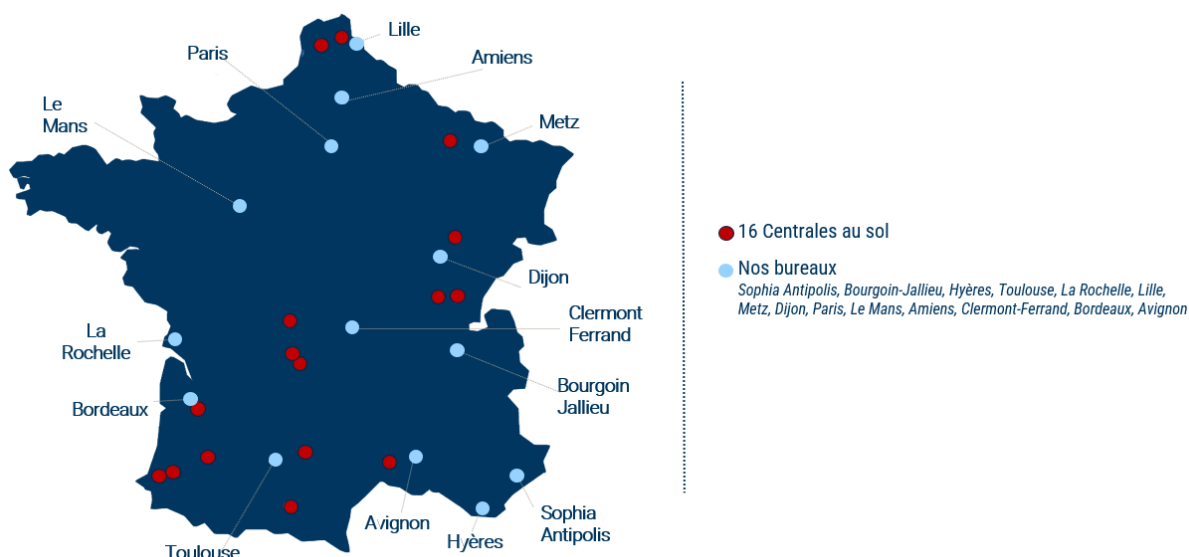 Lille
Paris
Amiens
Le
Mans
Metz
Dijon
Clermont
Ferrand
La
Rochelle
Bourgoin
Jallieu
Bordeaux
Avignon
Sophia
Antipolis
Hyères
Toulouse
16 Centrales au sol
Nos bureaux
Sophia Antipolis, Bourgoin-Jallieu, Hyères, Toulouse, La Rochelle, Lille,
Metz, Dijon, Paris, Le Mans, Amiens, Clermont-Ferrand, Bordeaux, Avignon